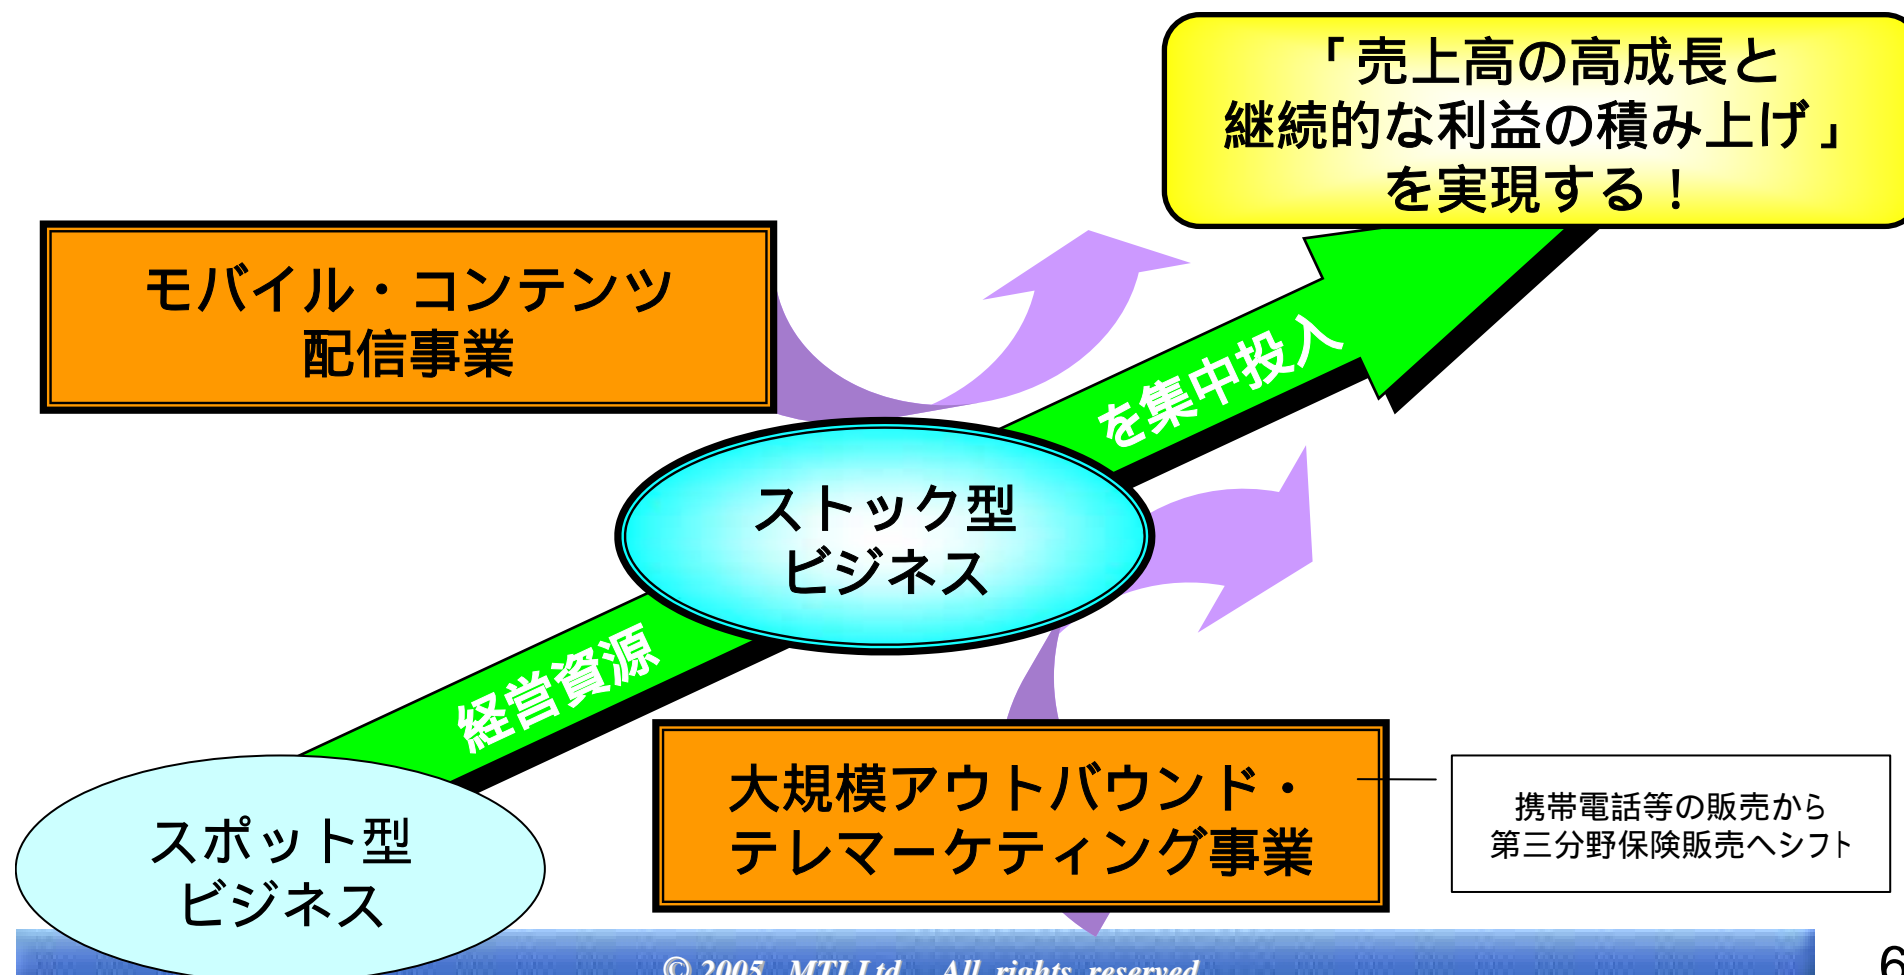 「売上高の高成長と
継続的な利益の積み上げ」
を実現する！
モバイル・コンテンツ
配信事業
を集中投入
ストック型
ビジネス
経営資源
大規模アウトバウンド・
テレマーケティング事業
携帯電話等の販売から
第三分野保険販売へシフト
スポット型
ビジネス
© 2005 MTI Ltd. All rights reserved
6